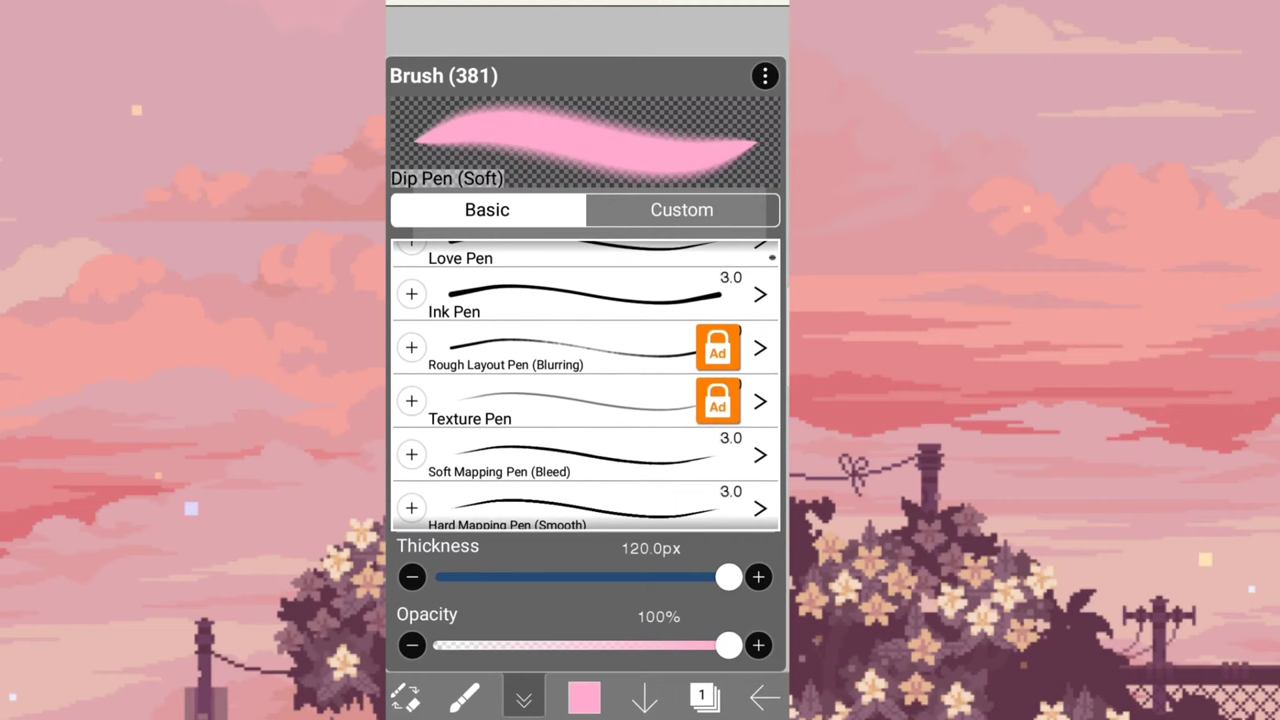 Brush (381)
Dip Pen (Soft)
Basic
Custom
Love Pen
3.0
Ink Pen
Ad
Rough Layout Pen (Blurring)
Ad
Texture Pen
3.0
Soft Mapping Pen (Bleed)
3.0
Hard Mapping Pen (Smooth)
Thickness
120.0px
Opacity
100%
1